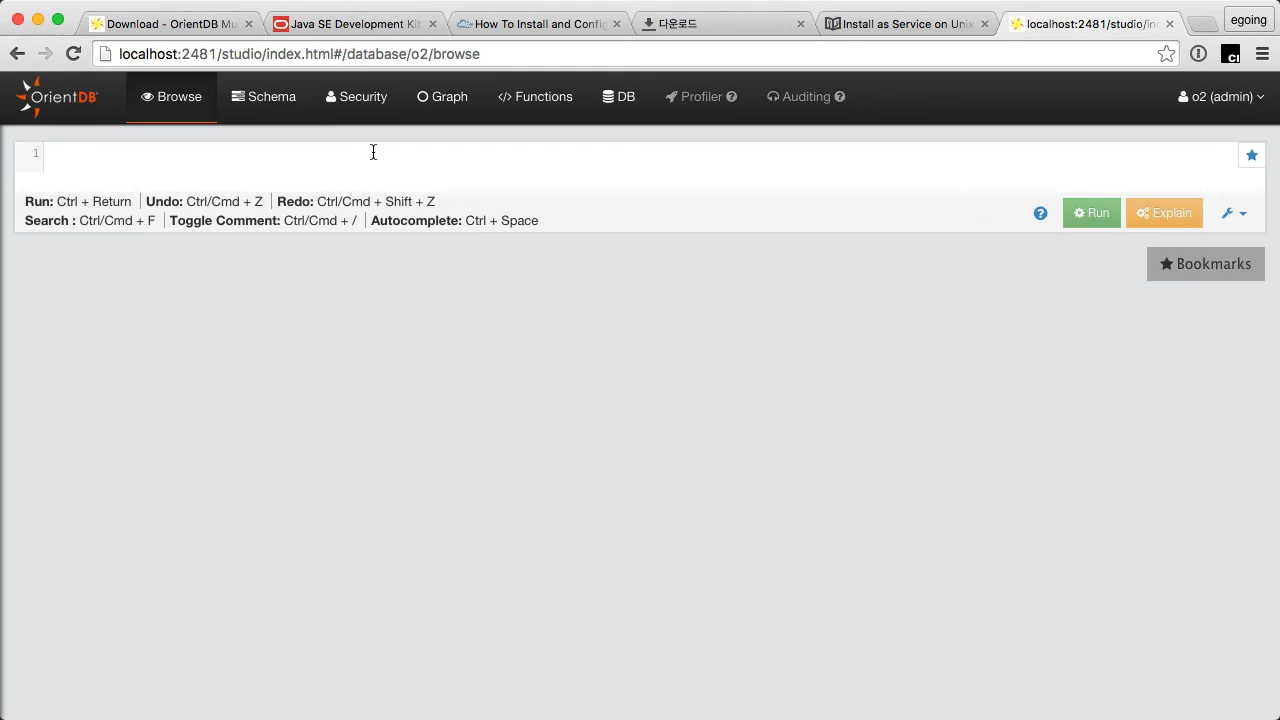 Download - OrientDB Mu
Java SE Development Kit
How To Install and Config
다운로드
Install as Service on Unix
localhost:2481/studio/in
egoing
localhost:2481/studio/index.html#/database/o2/browse
OrientDB
Browse
Schema
Security
Graph
Functions
DB
Profiler
Auditing
o2 (admin)
1
Run: Ctrl + Return
Undo: Ctrl/Cmd + Z
Redo: Ctrl/Cmd + Shift + Z
Search : Ctrl/Cmd + F
Toggle Comment: Ctrl/Cmd + /
Autocomplete: Ctrl + Space
Run
Explain
Bookmarks